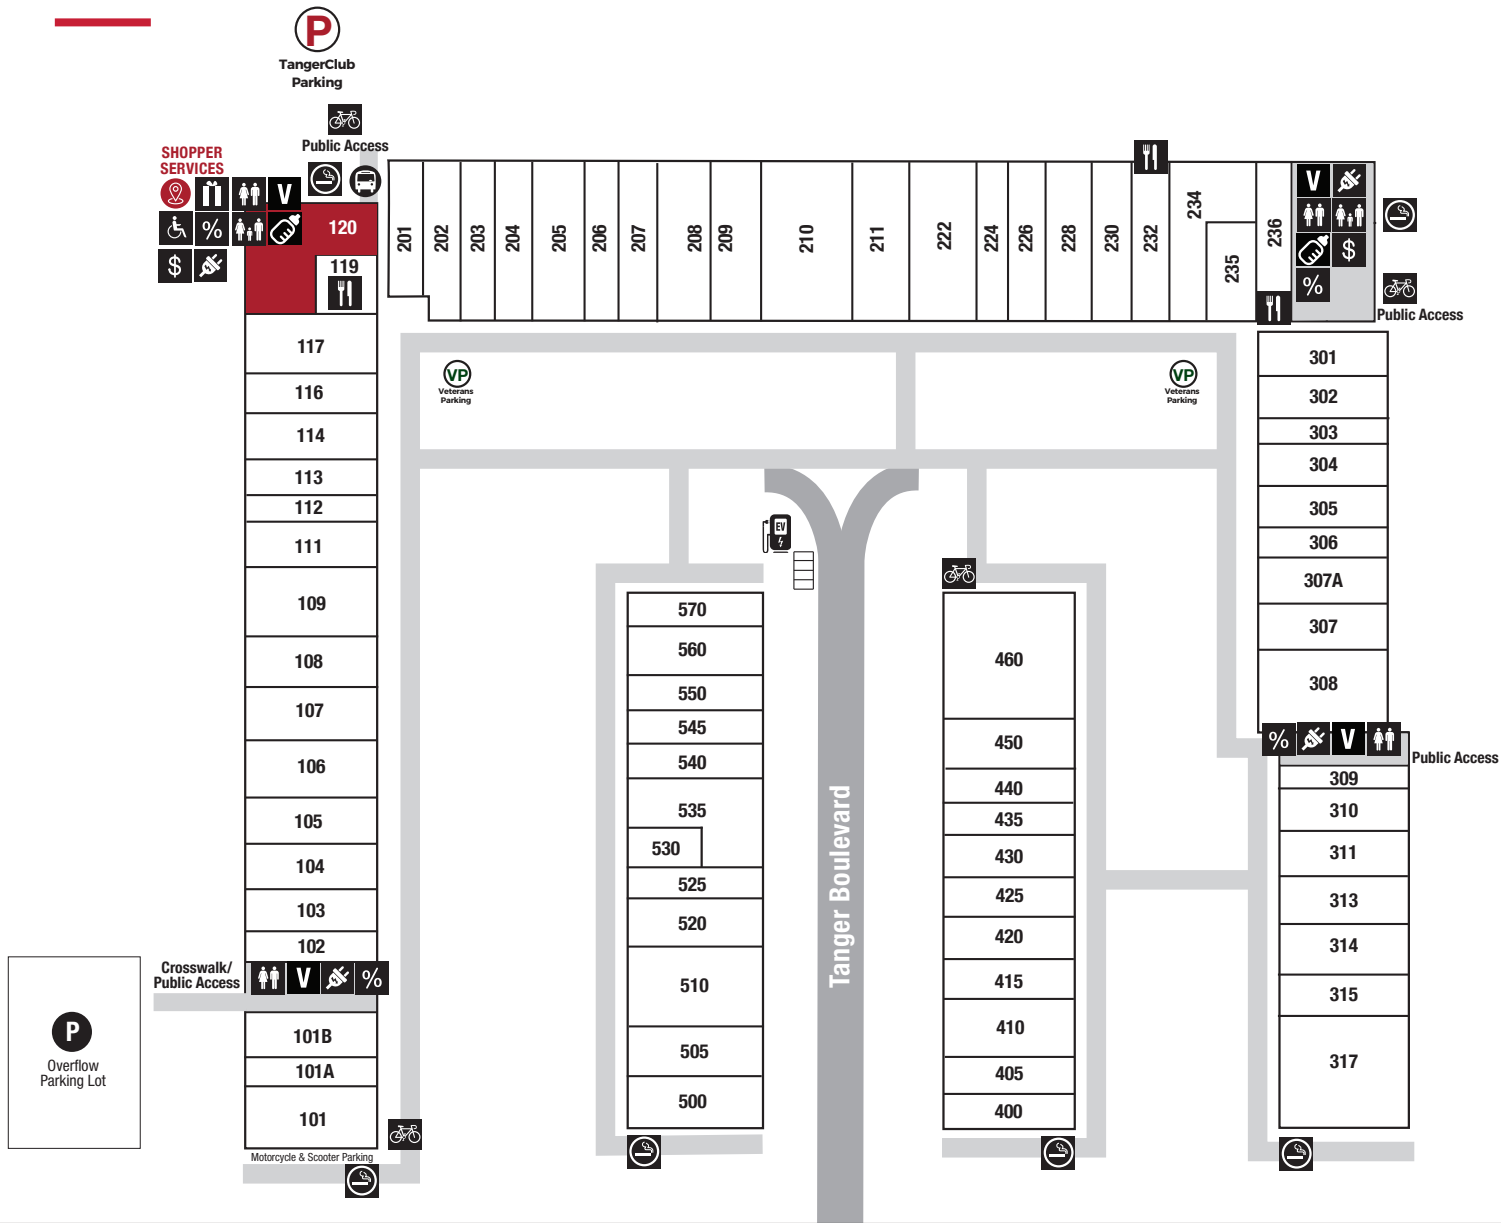 P
TangerClub
Parking
Public Access
SHOPPER
SERVICES
V
%
$
120
119
117
116
114
113
112
111
109
108
107
106
105
104
103
102
Crosswalk/
Public Access
V
%
101B
101A
101
Motorcycle & Scooter Parking
P
Overflow
Parking Lot
201
202
203
204
205
206
207
208
209
210
211
222
224
226
228
230
232
234
235
236
V
$
%
Public Access
VP
Veterans
Parking
VP
Veterans
Parking
EV
Tanger Boulevard
570
560
550
545
540
535
530
525
520
510
505
500
460
450
440
435
430
425
420
415
410
405
400
301
302
303
304
305
306
307A
307
308
%
V
Public Access
309
310
311
313
314
315
317